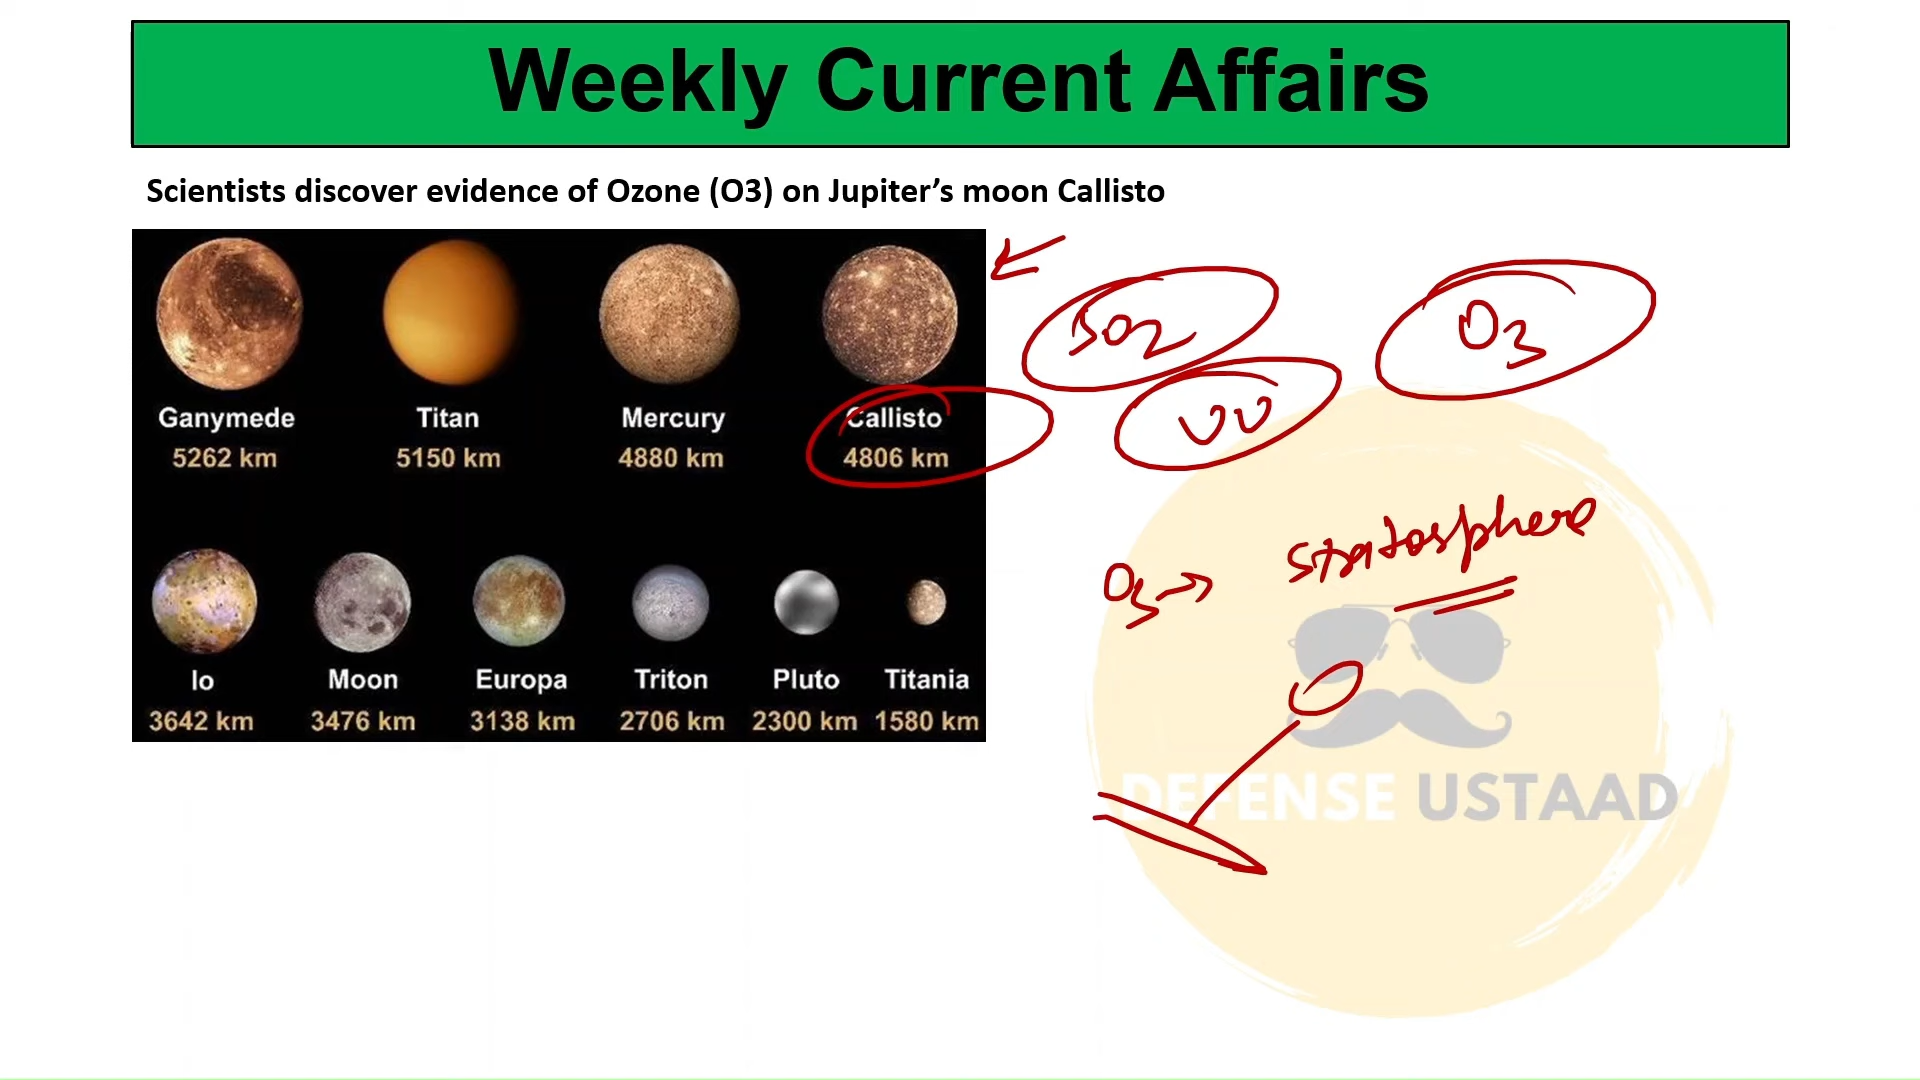 Weekly Current Affairs
Scientists discover evidence of Ozone (O3) on Jupiter’s moon Callisto
Ganymede Titan Mercury Callisto
5262 km 5150 km 4880 km 4806 km
SO2 O3
UV
stratosphere
O3 →
Io Moon Europa Triton Pluto Titania
3642 km 3476 km 3138 km 2706 km 2300 km 1580 km
DEFENSE USTAAD